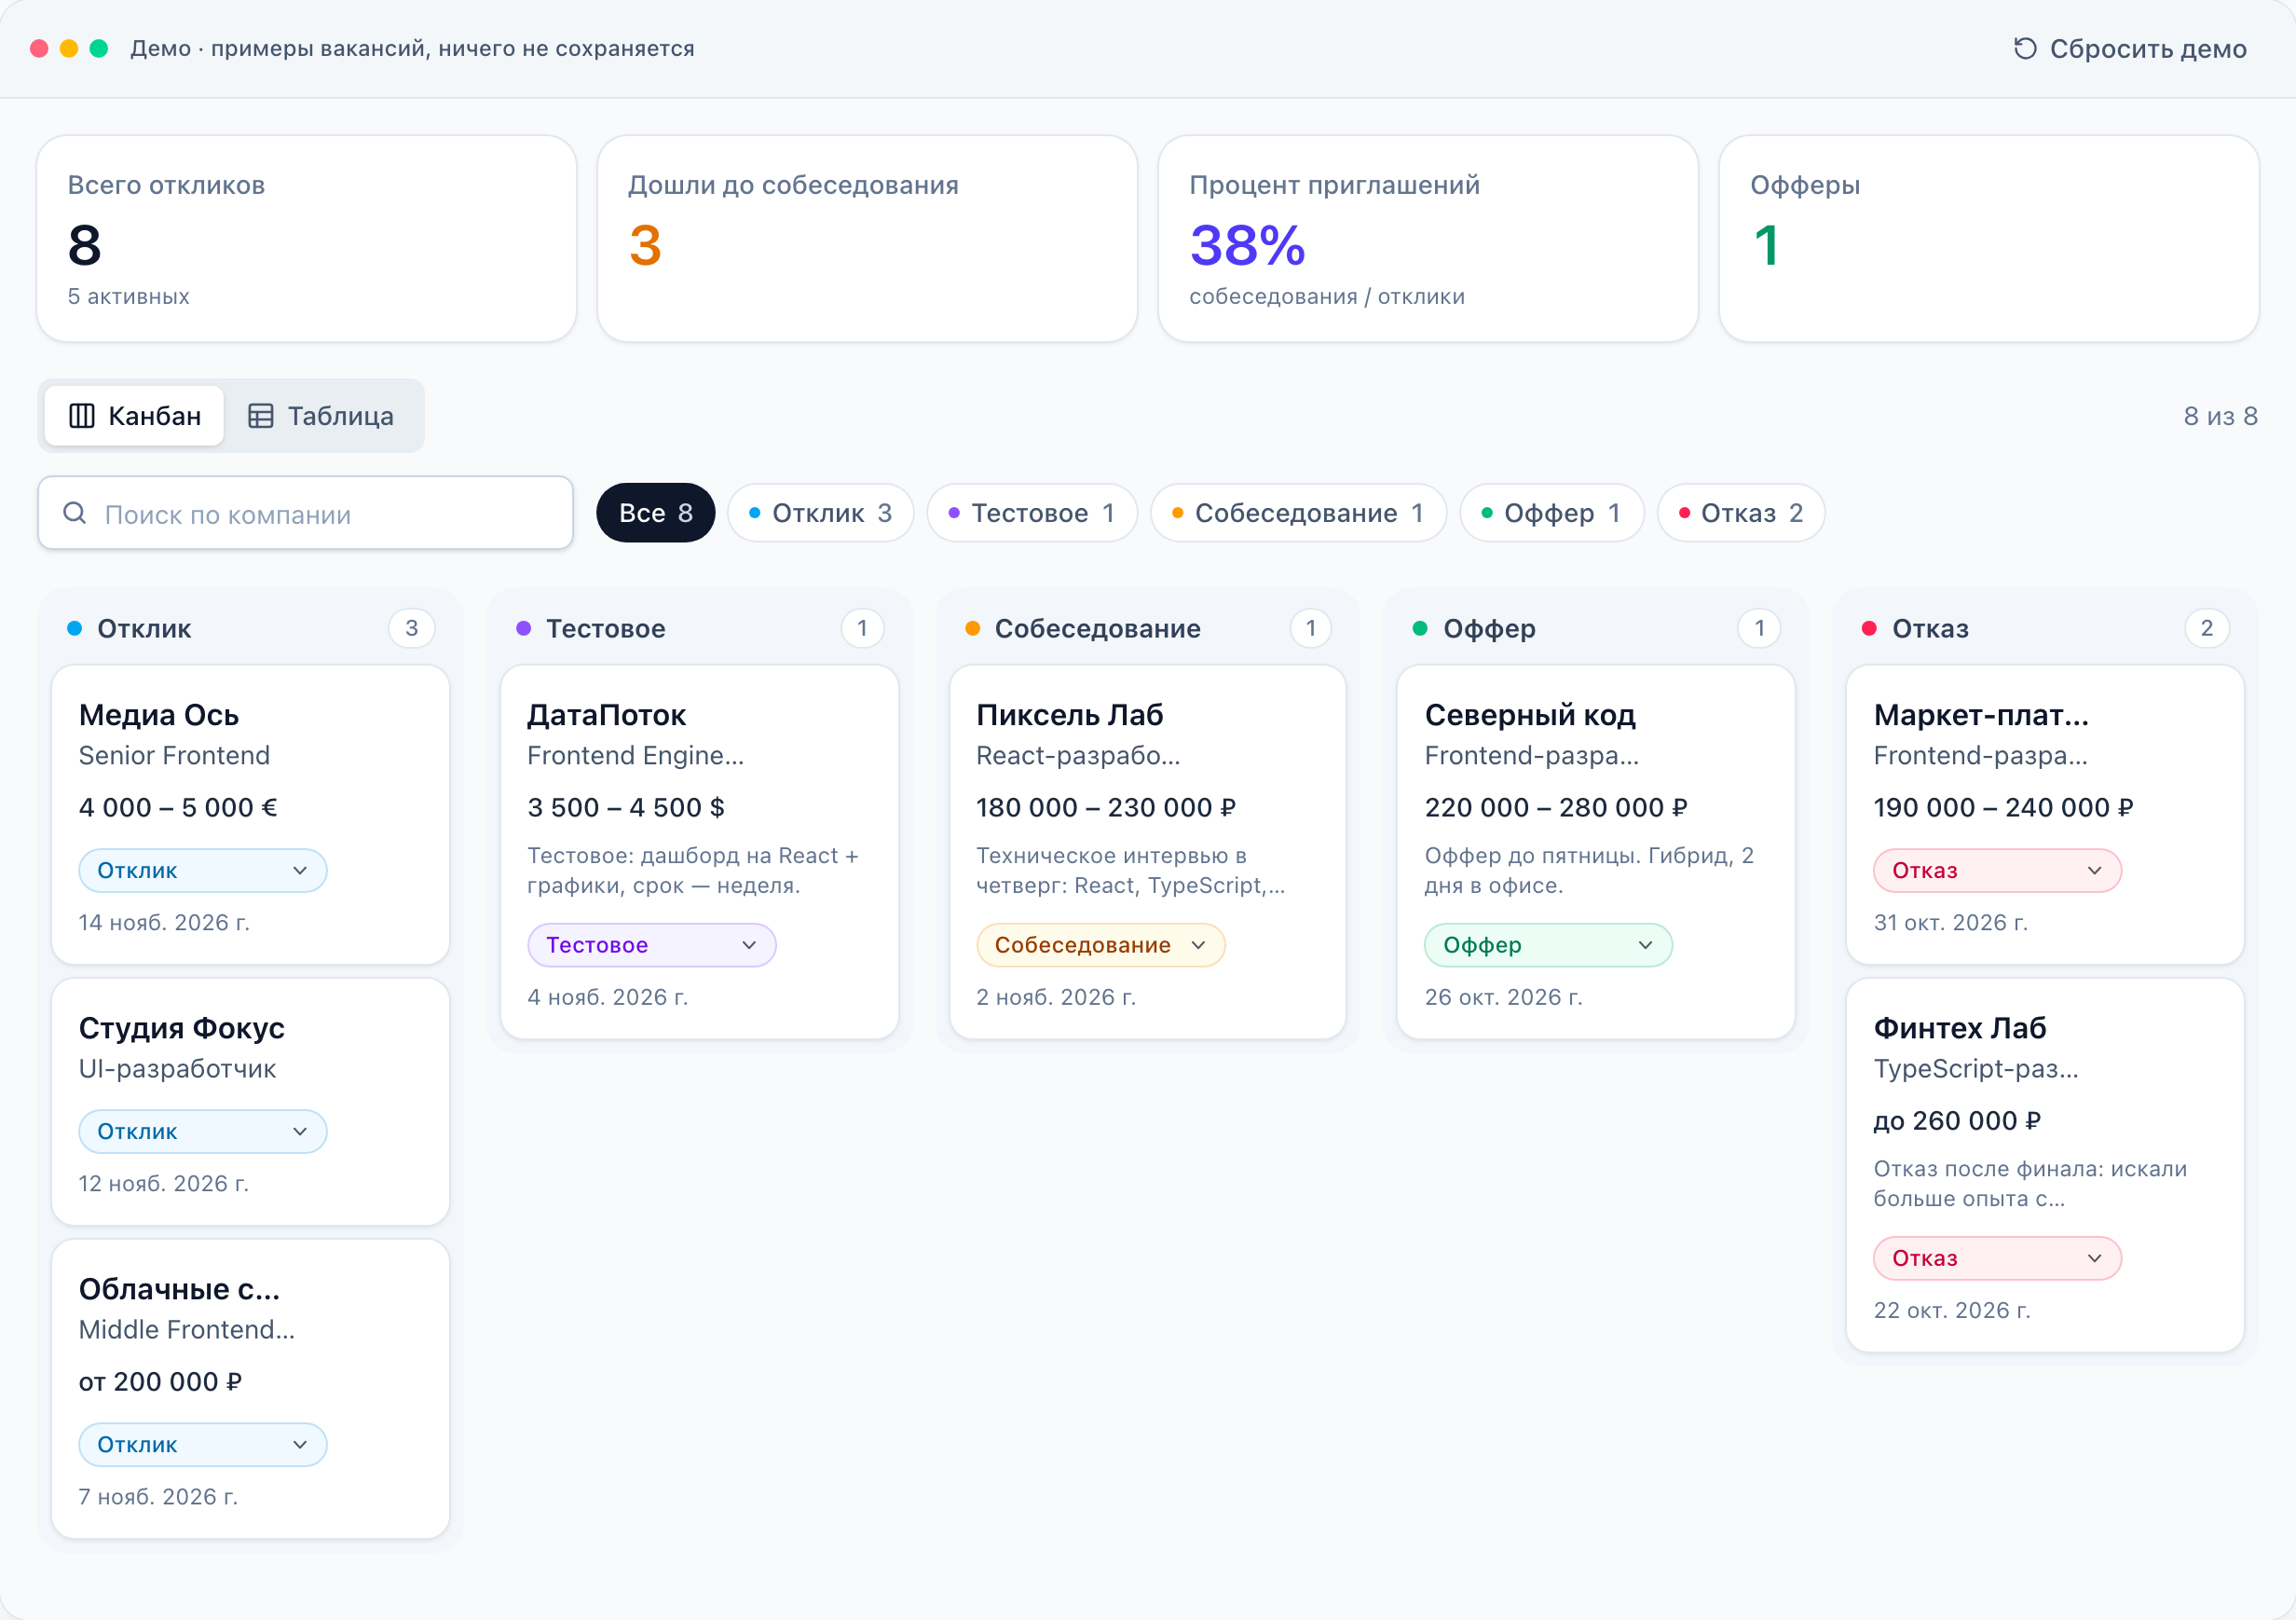 Демо · примеры вакансий, ничего не сохраняется
Сбросить демо
Всего откликов
8
5 активных
Дошли до собеседования
3
Процент приглашений
38%
собеседования / отклики
Офферы
1
Канбан
Таблица
8 из 8
Поиск по компании
Все 8
Отклик 3
Тестовое 1
Собеседование 1
Оффер 1
Отказ 2
Отклик 3
Медиа Ось
Senior Frontend
4 000 – 5 000 €
Отклик
14 нояб. 2026 г.
Студия Фокус
UI-разработчик
Отклик
12 нояб. 2026 г.
Облачные с...
Middle Frontend...
от 200 000 ₽
Отклик
7 нояб. 2026 г.
Тестовое 1
ДатаПоток
Frontend Engine...
3 500 – 4 500 $
Тестовое: дашборд на React +
графики, срок — неделя.
Тестовое
4 нояб. 2026 г.
Собеседование 1
Пиксель Лаб
React-разрабо...
180 000 – 230 000 ₽
Техническое интервью в
четверг: React, TypeScript,...
Собеседование
2 нояб. 2026 г.
Оффер 1
Северный код
Frontend-разра...
220 000 – 280 000 ₽
Оффер до пятницы. Гибрид, 2
дня в офисе.
Оффер
26 окт. 2026 г.
Отказ 2
Маркет-плат...
Frontend-разра...
190 000 – 240 000 ₽
Отказ
31 окт. 2026 г.
Финтех Лаб
TypeScript-раз...
до 260 000 ₽
Отказ после финала: искали
больше опыта с...
Отказ
22 окт. 2026 г.